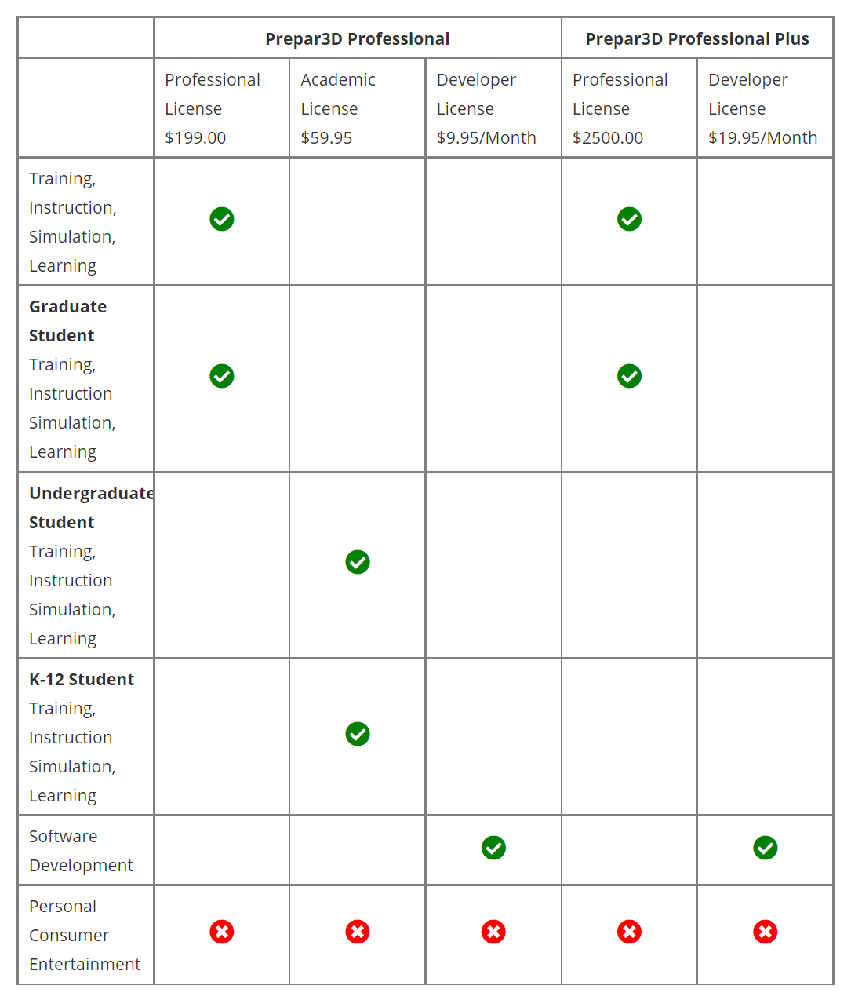 Prepar3D Professional
Prepar3D Professional Plus
Professional
License
$199.00
Academic
License
$59.95
Developer
License
$9.95/Month
Professional
License
$2500.00
Developer
License
$19.95/Month
Training,
Instruction,
Simulation,
Learning
Graduate
Student
Training,
Instruction
Simulation,
Learning
Undergraduate
Student
Training,
Instruction
Simulation,
Learning
K-12 Student
Training,
Instruction
Simulation,
Learning
Software
Development
Personal
Consumer
Entertainment